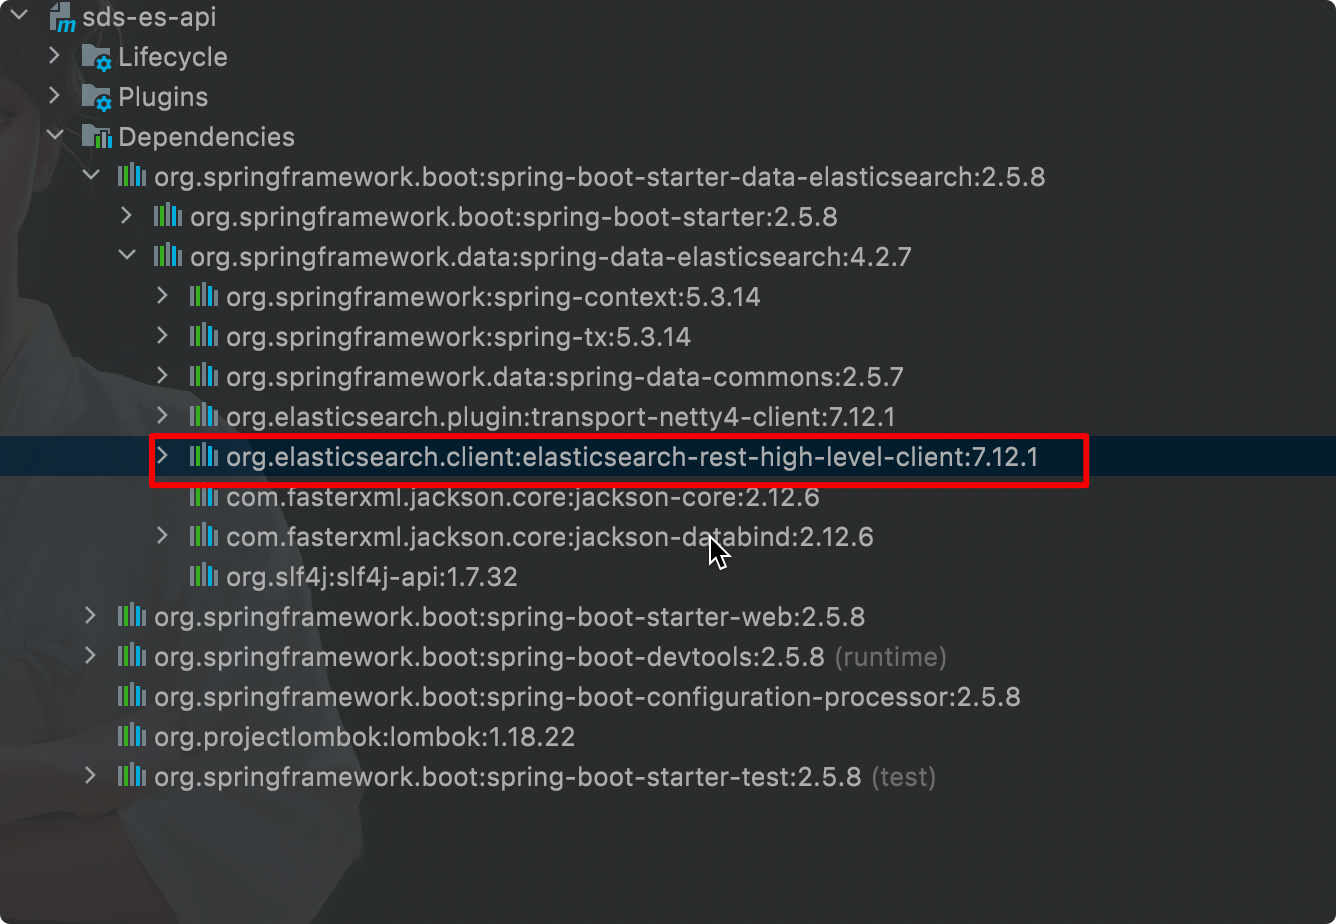 sds-es-api
Lifecycle
Plugins
Dependencies
org.springframework.boot:spring-boot-starter-data-elasticsearch:2.5.8
org.springframework.boot:spring-boot-starter:2.5.8
org.springframework.data:spring-data-elasticsearch:4.2.7
org.springframework:spring-context:5.3.14
org.springframework:spring-tx:5.3.14
org.springframework.data:spring-data-commons:2.5.7
org.elasticsearch.plugin:transport-netty4-client:7.12.1
org.elasticsearch.client:elasticsearch-rest-high-level-client:7.12.1
com.fasterxml.jackson.core:jackson-core:2.12.6
com.fasterxml.jackson.core:jackson-databind:2.12.6
org.slf4j:slf4j-api:1.7.32
org.springframework.boot:spring-boot-starter-web:2.5.8
org.springframework.boot:spring-boot-devtools:2.5.8 (runtime)
org.springframework.boot:spring-boot-configuration-processor:2.5.8
org.projectlombok:lombok:1.18.22
org.springframework.boot:spring-boot-starter-test:2.5.8 (test)